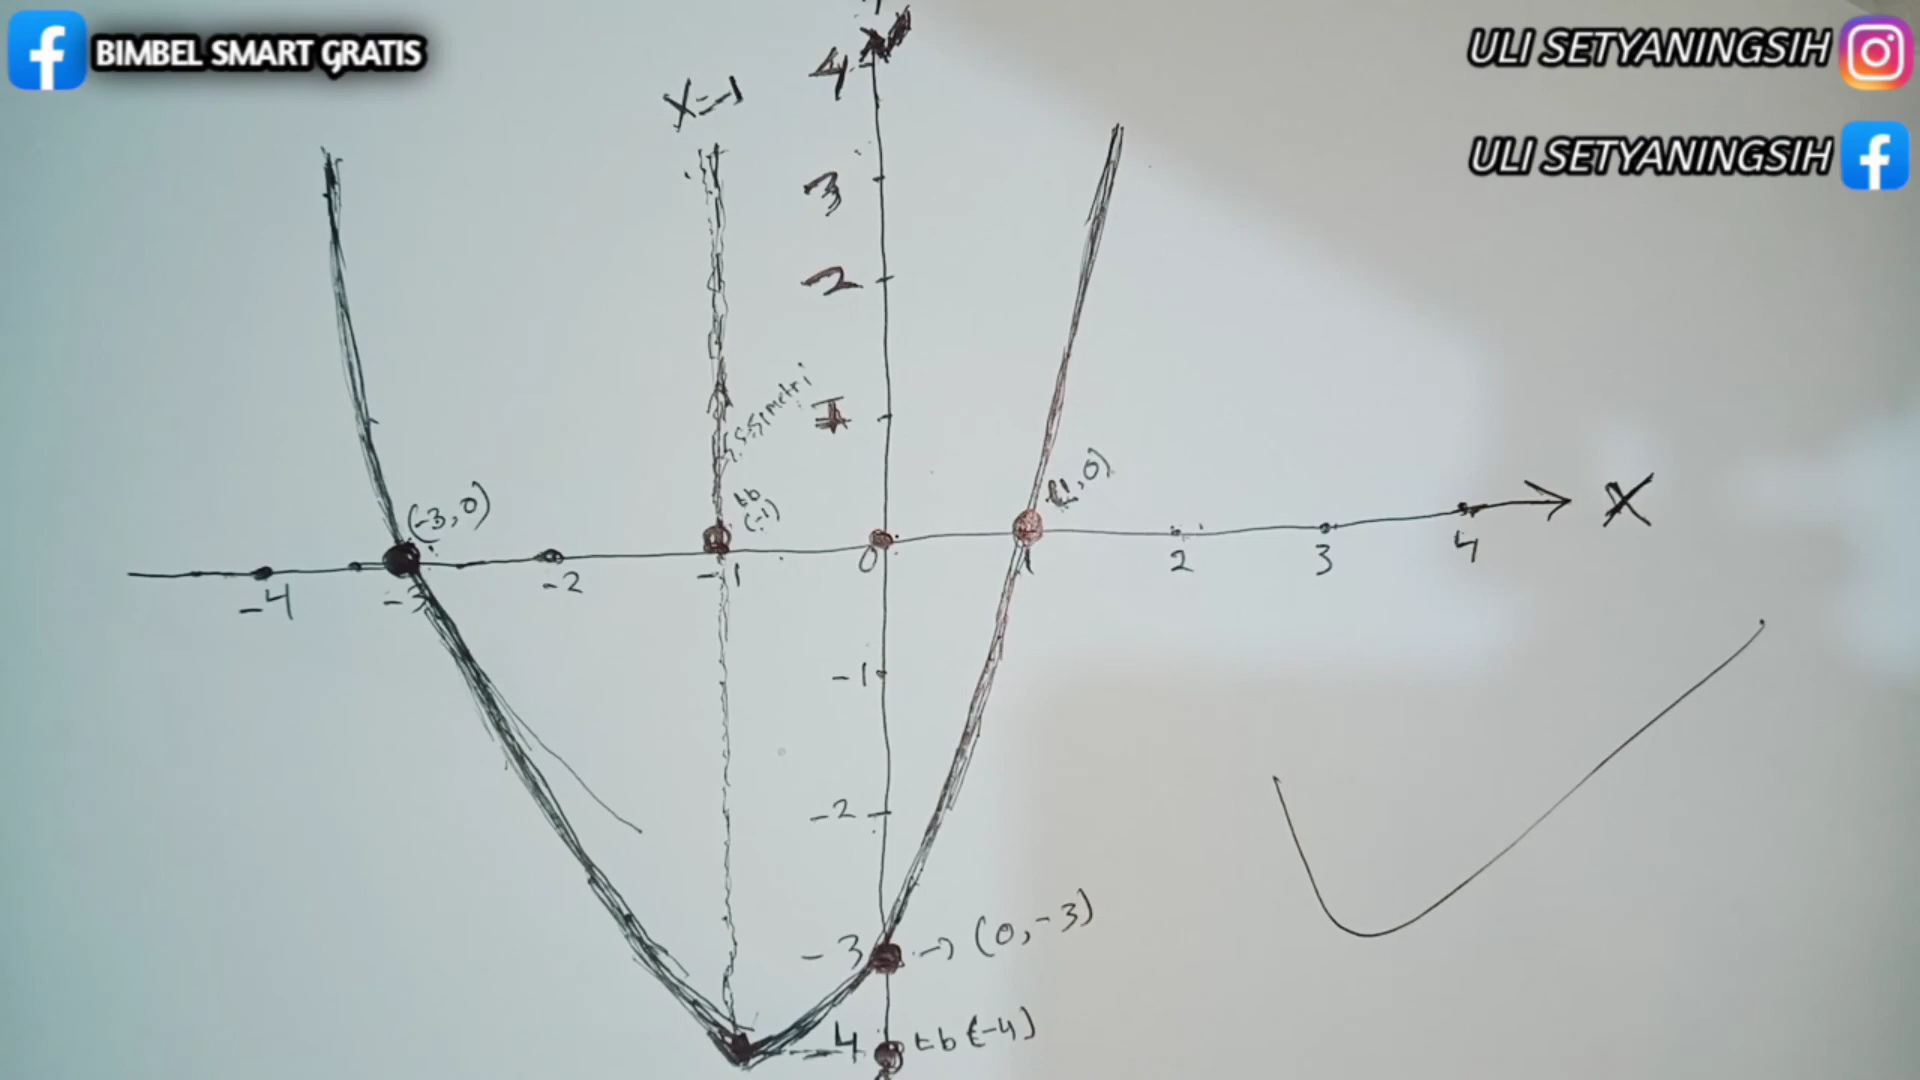 BIMBEL SMART GRATIS
ULI SETYANINGSIH
ULI SETYANINGSIH
X=-1
4
3
2
1
S.Simetri
tb
(-1)
(-3,0)
(1,0)
X
-4
-3
-2
-1
0
1
2
3
4
-1
-2
-3 → (0,-3)
-4 tb (-4)